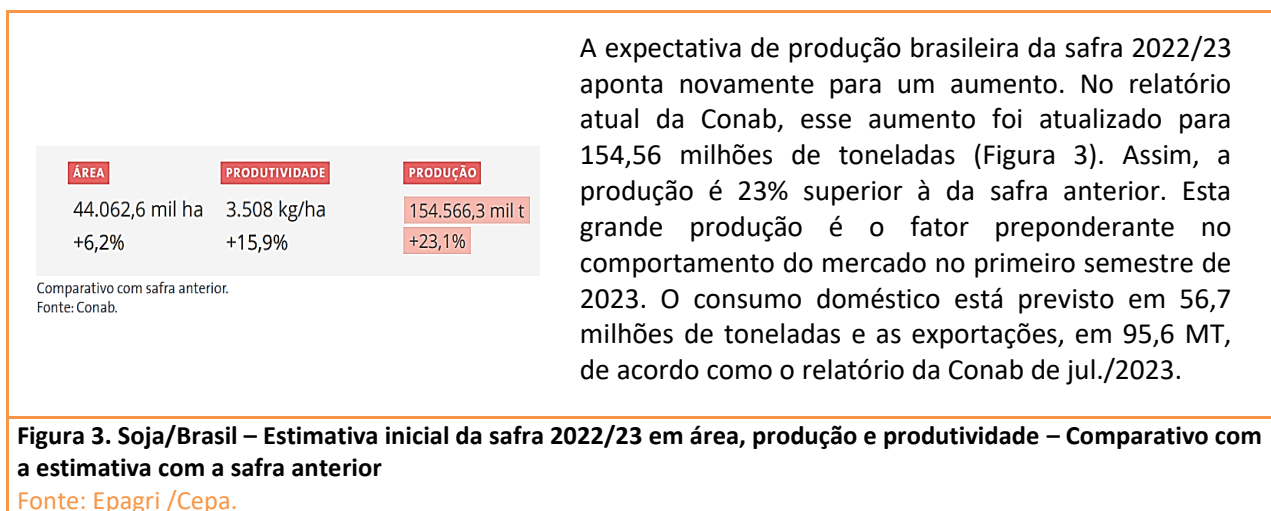 ÁREA PRODUTIVIDADE PRODUÇÃO
44.062,6 mil ha 3.508 kg/ha 154.566,3 mil t
+6,2% +15,9% +23,1%
Comparativo com safra anterior.
Fonte: Conab.
A expectativa de produção brasileira da safra 2022/23
aponta novamente para um aumento. No relatório
atual da Conab, esse aumento foi atualizado para
154,56 milhões de toneladas (Figura 3). Assim, a
produção é 23% superior à da safra anterior. Esta
grande produção é o fator preponderante no
comportamento do mercado no primeiro semestre de
2023. O consumo doméstico está previsto em 56,7
milhões de toneladas e as exportações, em 95,6 MT,
de acordo como o relatório da Conab de jul./2023.
Figura 3. Soja/Brasil – Estimativa inicial da safra 2022/23 em área, produção e produtividade – Comparativo com
a estimativa com a safra anterior
Fonte: Epagri /Cepa.